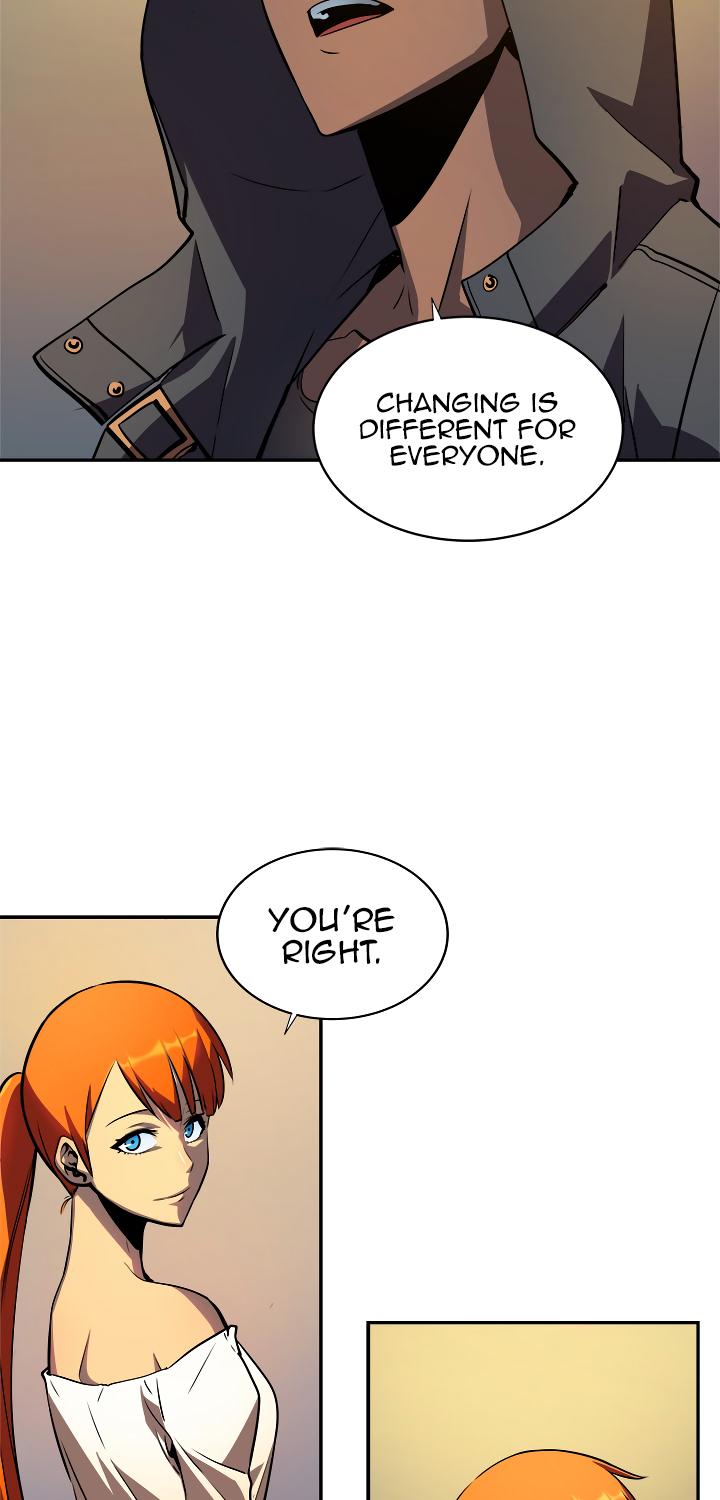 CHANGING IS
DIFFERENT FOR
EVERYONE.
YOU'RE
RIGHT.